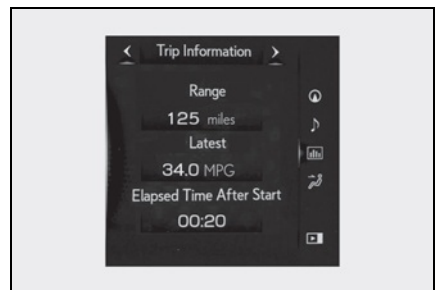 Trip Information
Range
125 miles
Latest
34.0 MPG
Elapsed Time After Start
00:20